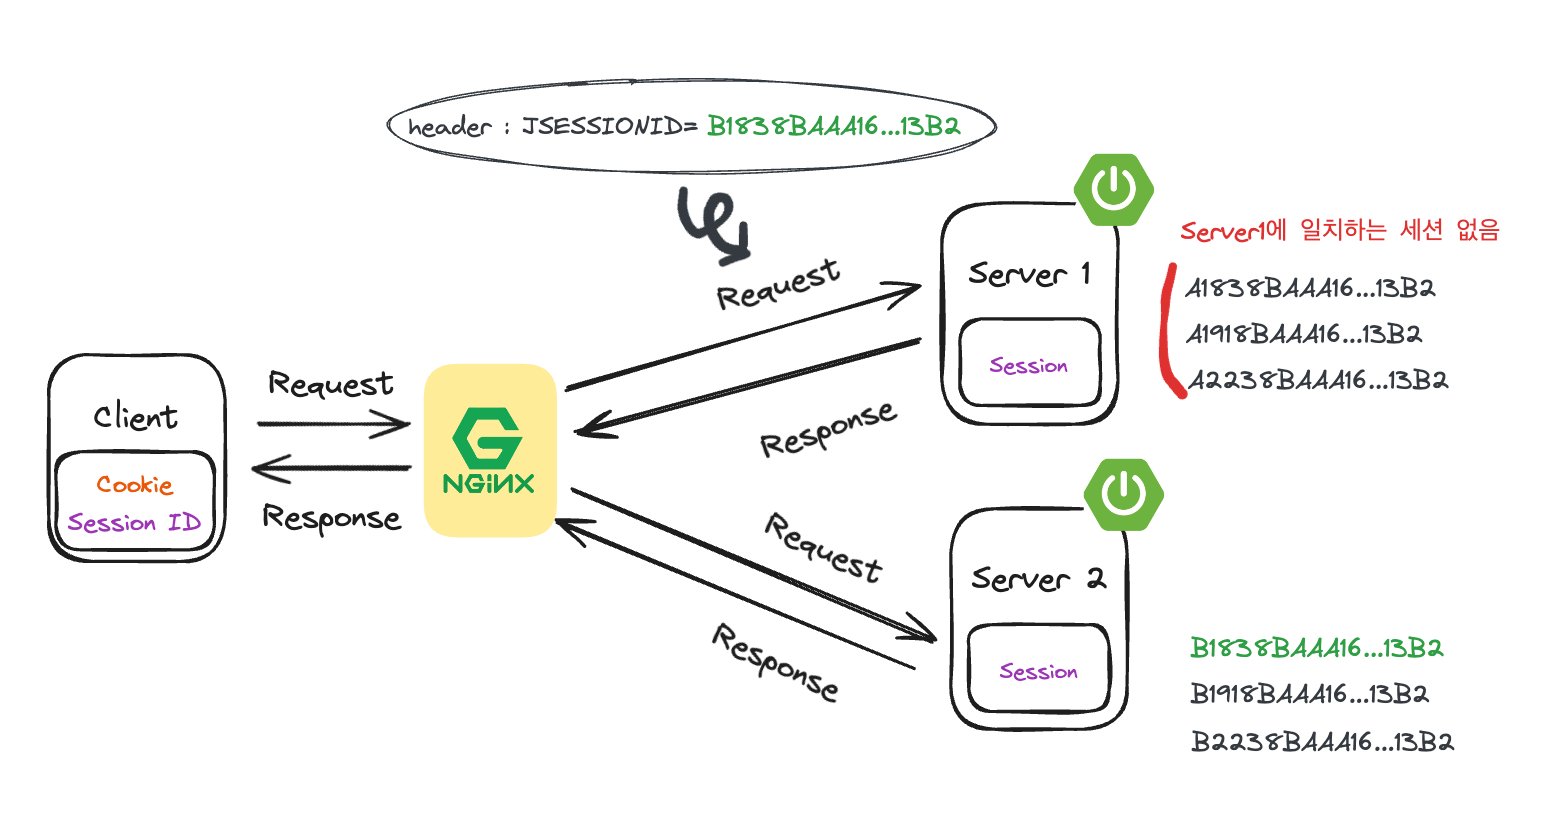 header : JSESSIONID= B1838BAAA16...13B2
Request
Server 1
Session
Response
Server1에 일치하는 세션 없음
A1838BAAA16...13B2
A1918BAAA16...13B2
A2238BAAA16...13B2
Client
Cookie
Session ID
Request
Response
NGINX
Request
Response
Server 2
Session
B1838BAAA16...13B2
B1918BAAA16...13B2
B2238BAAA16...13B2